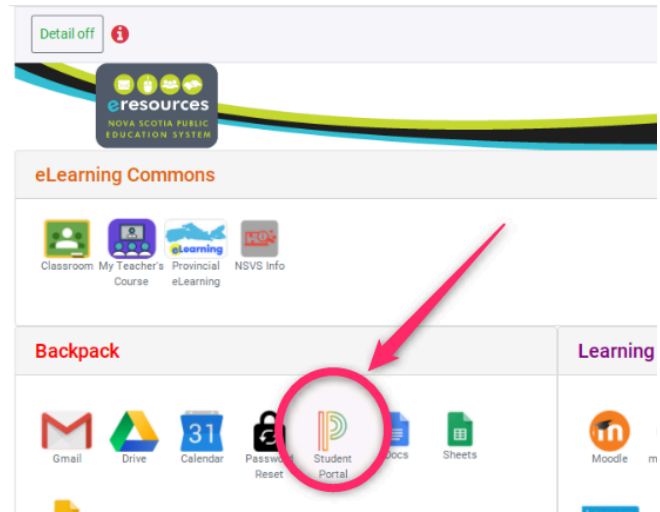 Detail off
eresources
NOVA SCOTIA PUBLIC
EDUCATION SYSTEM
eLearning Commons
eLearning
Classroom My Teacher's Provincial NSVS Info
Course eLearning
Backpack
Learning
31
Gmail Drive Calendar Password Student Docs Sheets
Reset Portal
Moodle